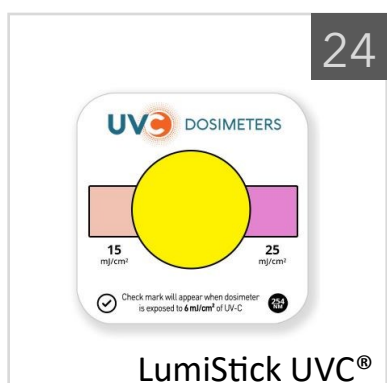 24
UVC DOSIMETERS
15
mJ/cm²
25
mJ/cm²
Check mark will appear when dosimeter
is exposed to 6 mJ/cm² of UV-C
254
NM
LumiStick UVC®